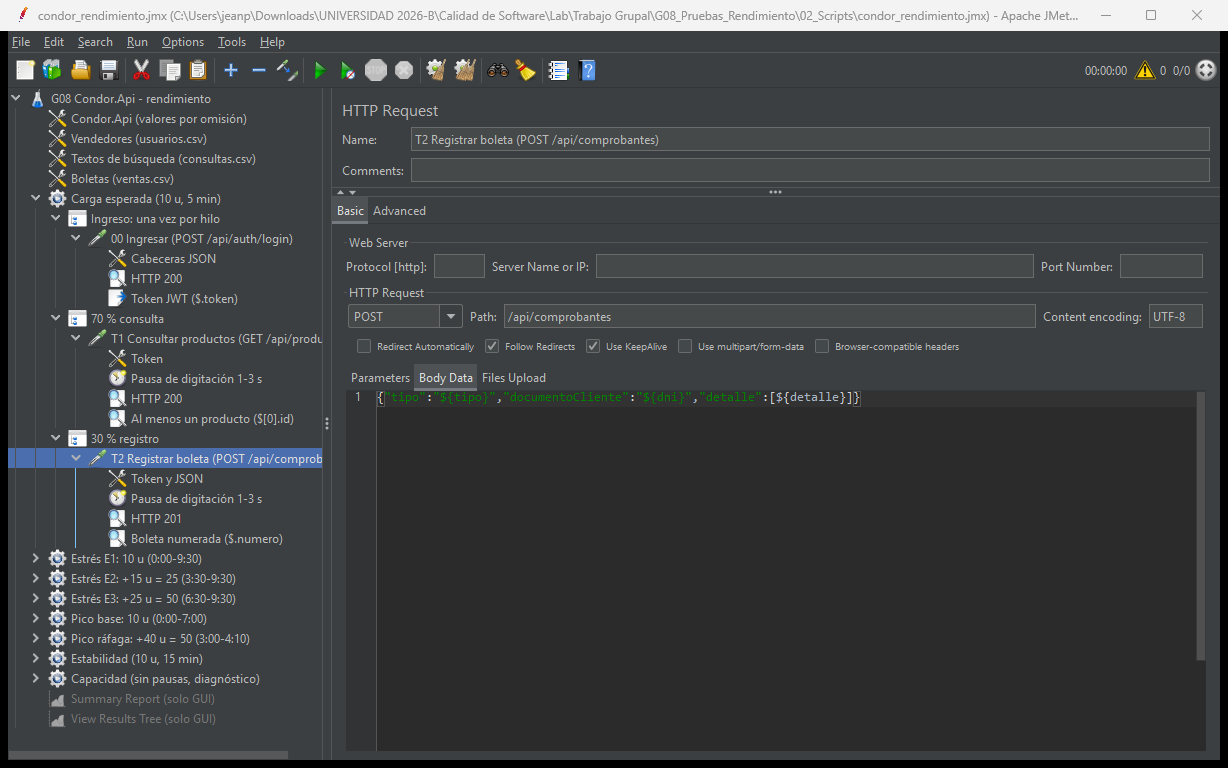 condor_rendimiento.jmx (C:\Users\jeanp\Downloads\UNIVERSIDAD 2026-B\Calidad de Software\Lab\Trabajo Grupal\G08_Pruebas_Rendimiento\02_Scripts\condor_rendimiento.jmx) - Apache JMet...
File Edit Search Run Options Tools Help
STOP
00:00:00 0 0/0
G08 Condor.Api - rendimiento
Condor.Api (valores por omisión)
Vendedores (usuarios.csv)
Textos de búsqueda (consultas.csv)
Boletas (ventas.csv)
Carga esperada (10 u, 5 min)
Ingreso: una vez por hilo
00 Ingresar (POST /api/auth/login)
Cabeceras JSON
HTTP 200
Token JWT ($.token)
70 % consulta
T1 Consultar productos (GET /api/produ
Token
Pausa de digitación 1-3 s
HTTP 200
Al menos un producto ($[0].id)
30 % registro
T2 Registrar boleta (POST /api/comprob
Token y JSON
Pausa de digitación 1-3 s
HTTP 201
Boleta numerada ($.numero)
Estrés E1: 10 u (0:00-9:30)
Estrés E2: +15 u = 25 (3:30-9:30)
Estrés E3: +25 u = 50 (6:30-9:30)
Pico base: 10 u (0:00-7:00)
Pico ráfaga: +40 u = 50 (3:00-4:10)
Estabilidad (10 u, 15 min)
Capacidad (sin pausas, diagnóstico)
Summary Report (solo GUI)
View Results Tree (solo GUI)
HTTP Request
Name: T2 Registrar boleta (POST /api/comprobantes)
Comments:
Basic Advanced
Web Server
Protocol [http]: Server Name or IP: Port Number:
HTTP Request
POST Path: /api/comprobantes Content encoding: UTF-8
Redirect Automatically Follow Redirects Use KeepAlive Use multipart/form-data Browser-compatible headers
Parameters Body Data Files Upload
1 {"tipo":"${tipo}","documentoCliente":"${dni}","detalle":[${detalle}]}